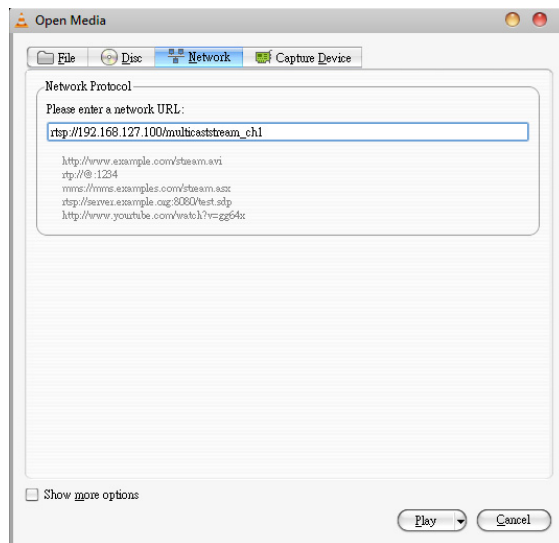 Open Media
File Disc Network Capture Device
Network Protocol
Please enter a network URL:
rtsp://192.168.127.100/multicaststream_ch1
http://www.example.com/stream.avi
rtp://@:1234
mms://mms.examples.com/stream.asx
rtsp://server.example.org:8080/test.sdp
http://www.youtube.com/watch?v=gg64x
Show more options
Play Cancel